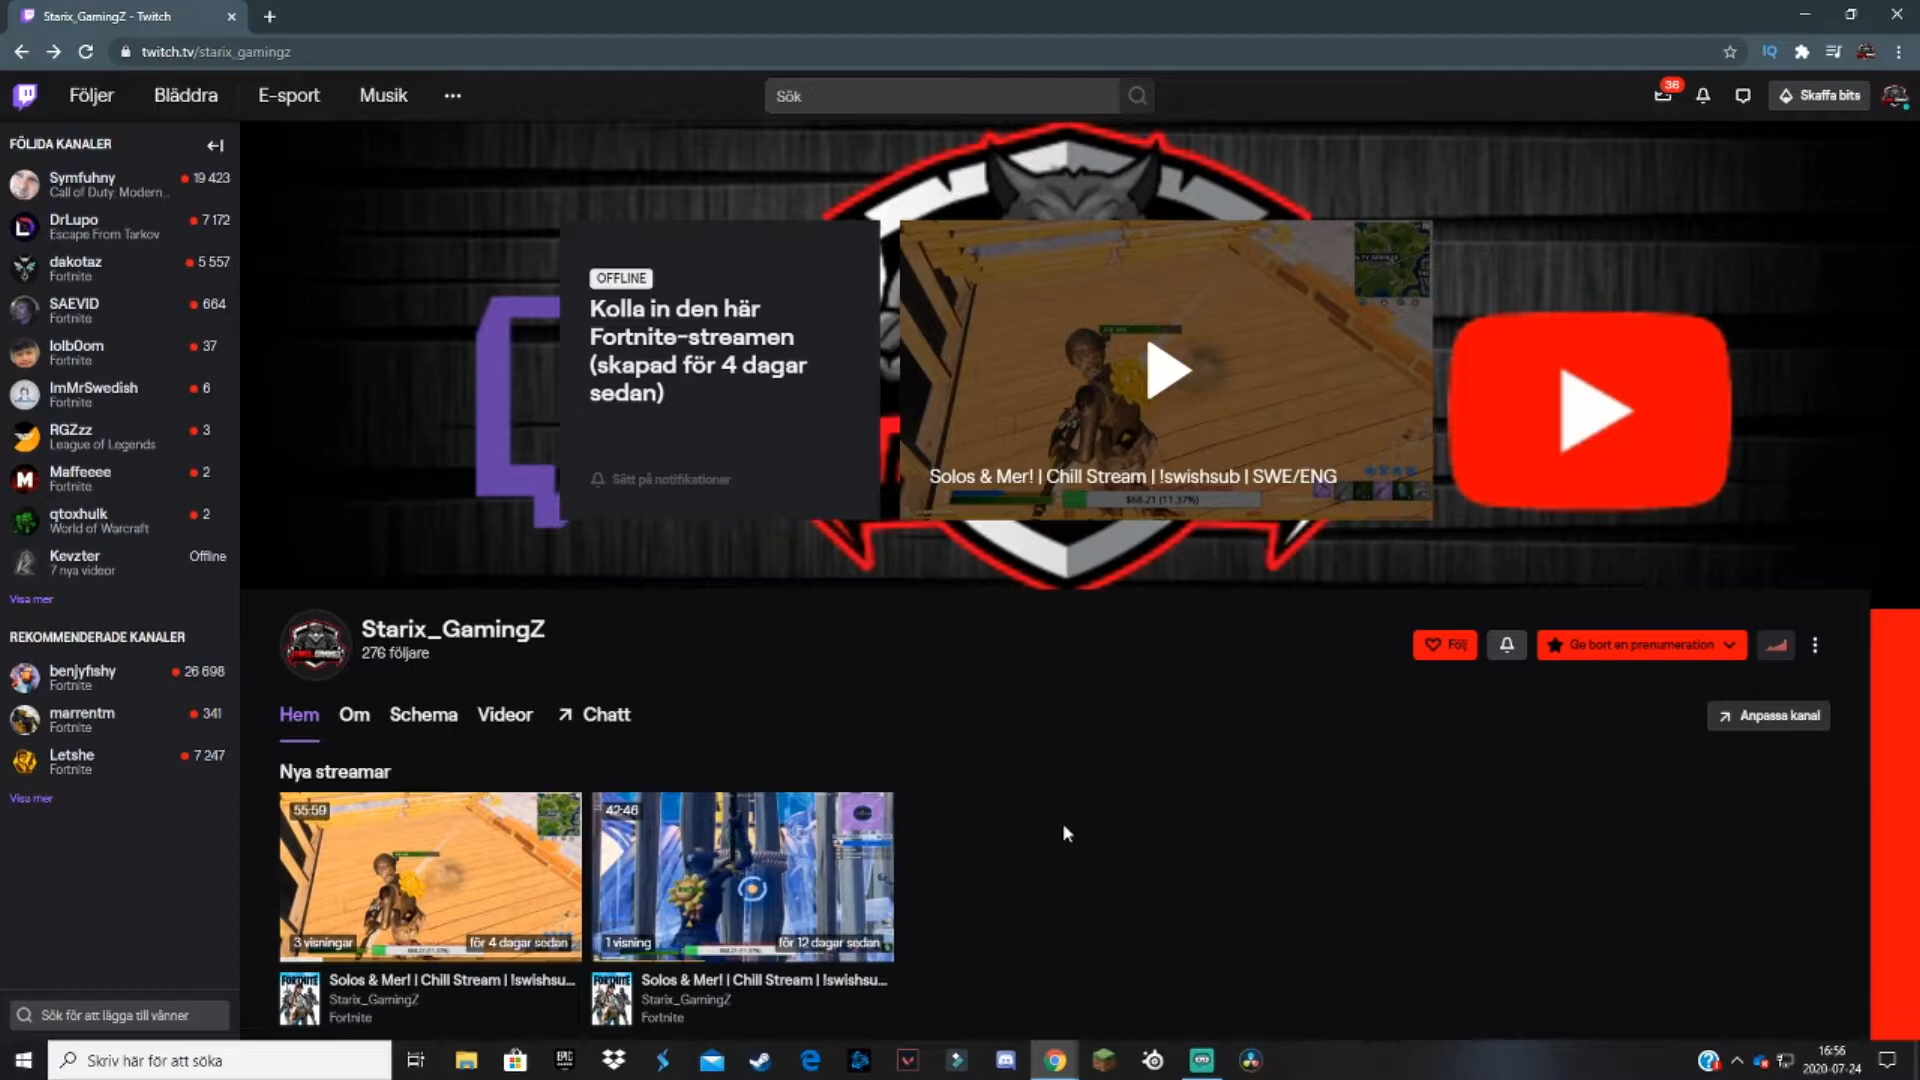 Starix_GamingZ - Twitch
twitch.tv/starix_gamingz
Följer
Bläddra
E-sport
Musik
Sök
36
Skaffa bits
FÖLJDA KANALER
Symfuhny
19 423
Call of Duty: Modern...
DrLupo
7 172
Escape From Tarkov
dakotaz
5 557
Fortnite
SAEVID
664
Fortnite
lolb0om
37
Fortnite
ImMrSwedish
6
Fortnite
RGZzz
3
League of Legends
Maffeeee
2
Fortnite
qtoxhulk
2
World of Warcraft
Kevzter
Offline
7 nya videor
Visa mer
REKOMMENDERADE KANALER
benjyfishy
26 698
Fortnite
marrentm
341
Fortnite
Letshe
7 247
Fortnite
Visa mer
Sök för att lägga till vänner
OFFLINE
Kolla in den här
Fortnite-streamen
(skapad för 4 dagar
sedan)
Sätt på notifikationer
Solos & Mer! | Chill Stream | !swishsub | SWE/ENG
$68.21 (11.37%)
Starix_GamingZ
276 följare
Följ
Ge bort en prenumeration
Hem
Om
Schema
Videor
Chatt
Anpassa kanal
Nya streamar
55:59
3 visningar
för 4 dagar sedan
Solos & Mer! | Chill Stream | !swishsu...
Starix_GamingZ
Fortnite
42:46
1 visning
för 12 dagar sedan
Solos & Mer! | Chill Stream | !swishsu...
Starix_GamingZ
Fortnite
Skriv här för att söka
16:56
2020-07-24